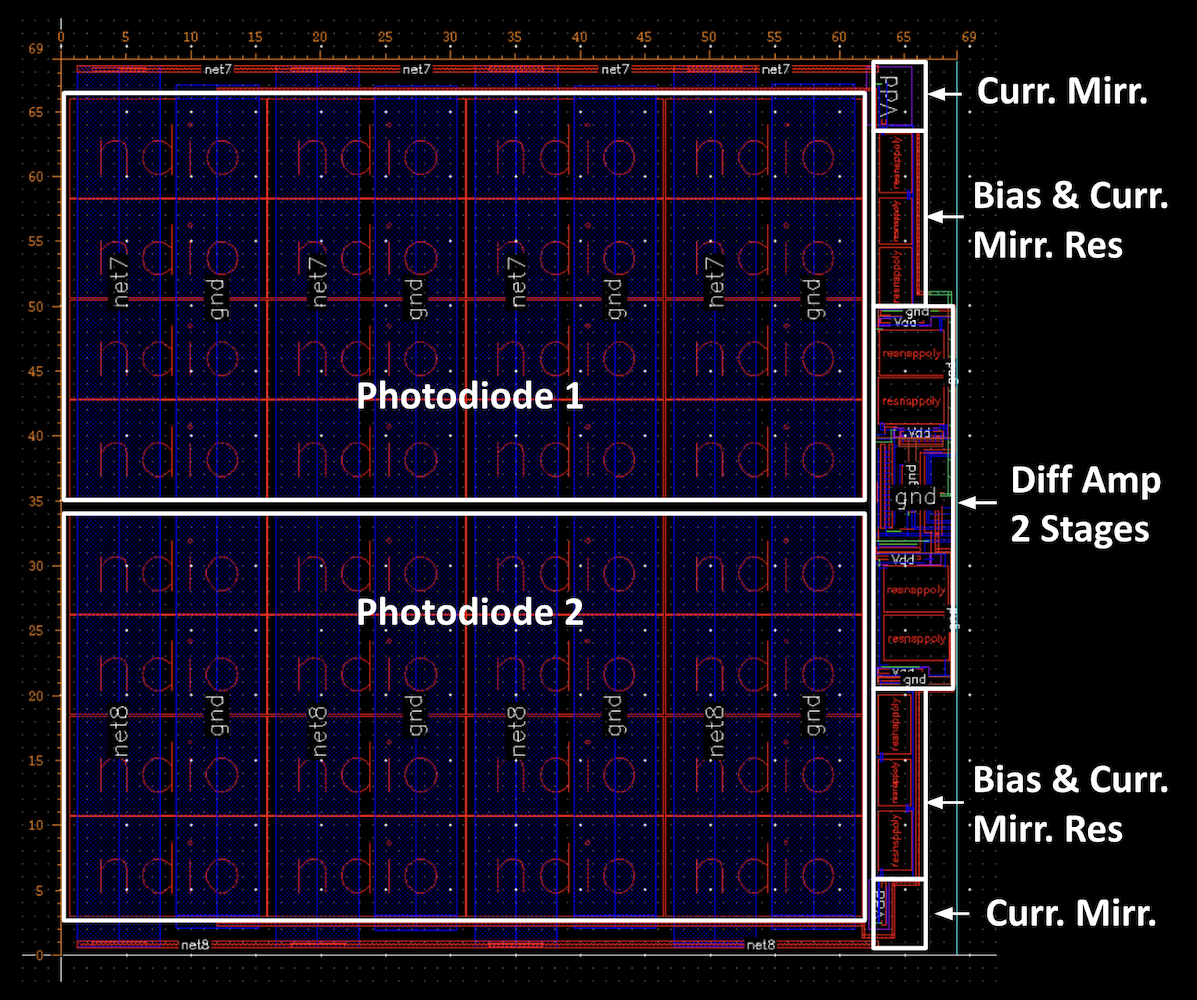 0 5 10 15 20 25 30 35 40 45 50 55 60 65 69
69
net7 net7 net7 net7
Vdd
Curr. Mirr.
65
ndio ndio ndio ndio
resnsppoly
60
Bias & Curr.
Mirr. Res
resnsppoly
55
ndio ndio ndio ndio
net7 gnd net7 gnd net7 gnd net7 gnd
resnsppoly
50
gnd
Vdd
45
ndio ndio ndio ndio
resnsppoly
gnd
Photodiode 1
resnsppoly
40
Vdd
ndio ndio ndio ndio
Diff Amp
2 Stages
gnd
35
30
ndio ndio ndio ndio
Vdd
resnsppoly
Photodiode 2
gnd
25
resnsppoly
ndio ndio ndio ndio
gnd
20
net8 gnd net8 gnd net8 gnd net8 gnd
resnsppoly
15
ndio ndio ndio ndio
resnsppoly
Bias & Curr.
Mirr. Res
10
resnsppoly
ndio ndio ndio ndio
5
Curr. Mirr.
net8 net8
0